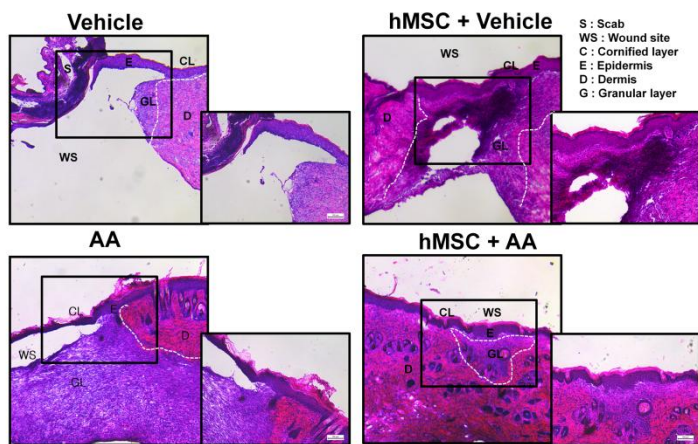 Vehicle
hMSC + Vehicle
S : Scab
WS : Wound site
C : Cornified layer
E : Epidermis
D : Dermis
G : Granular layer
S
E
CL
GL
D
WS
WS
CL
E
D
GL
AA
hMSC + AA
CL
E
D
WS
GL
CL
WS
E
GL
D